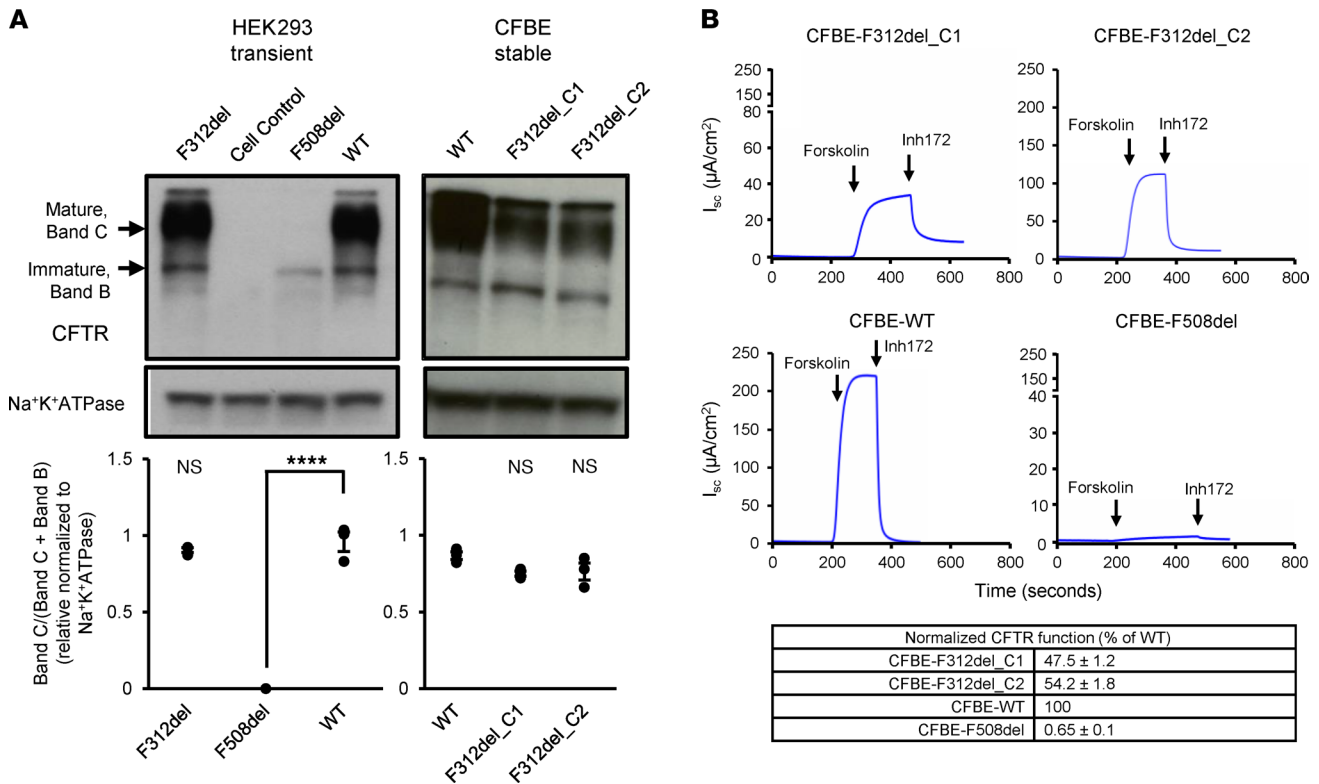 A
HEK293
transient
CFBE
stable
F312del
Cell Control
F508del
WT
WT
F312del_C1
F312del_C2
Mature,
Band C
Immature,
Band B
CFTR
Na⁺K⁺ATPase
Band C/(Band C + Band B)
(relative normalized to
Na⁺K⁺ATPase)
1.5
1
0.5
0
NS
****
F312del
F508del
WT
1.5
1
0.5
0
NS
NS
WT
F312del_C1
F312del_C2
B
CFBE-F312del_C1
Isc (µA/cm²)
250
150
80
60
40
20
0
Forskolin
Inh172
0 200 400 600 800
CFBE-F312del_C2
250
200
150
100
50
0
Forskolin
Inh172
0 200 400 600 800
CFBE-WT
Isc (µA/cm²)
250
200
150
100
50
0
Forskolin
Inh172
0 200 400 600 800
CFBE-F508del
250
150
40
30
20
10
0
Forskolin
Inh172
0 200 400 600 800
Time (seconds)
Normalized CFTR function (% of WT)
CFBE-F312del_C1 47.5 ± 1.2
CFBE-F312del_C2 54.2 ± 1.8
CFBE-WT 100
CFBE-F508del 0.65 ± 0.1